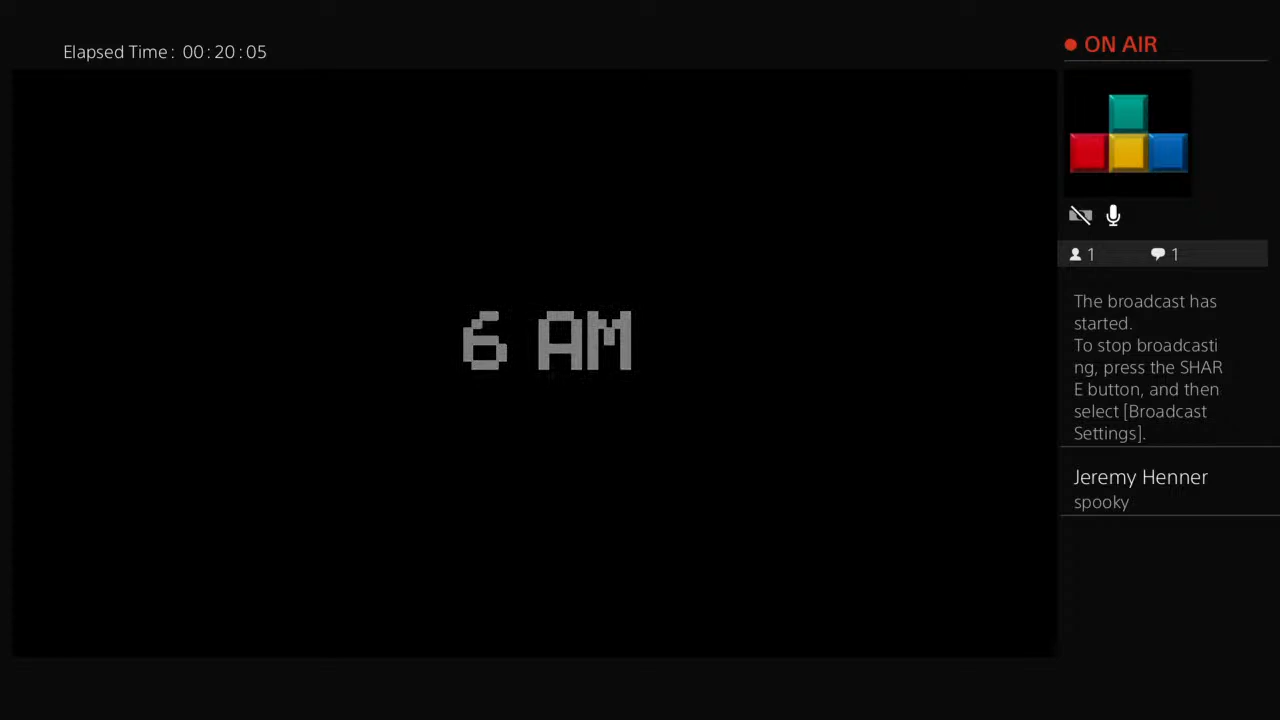 Elapsed Time: 00:20:05
ON AIR
6 AM
1 1
The broadcast has
started.
To stop broadcasti
ng, press the SHAR
E button, and then
select [Broadcast
Settings].
Jeremy Henner
spooky